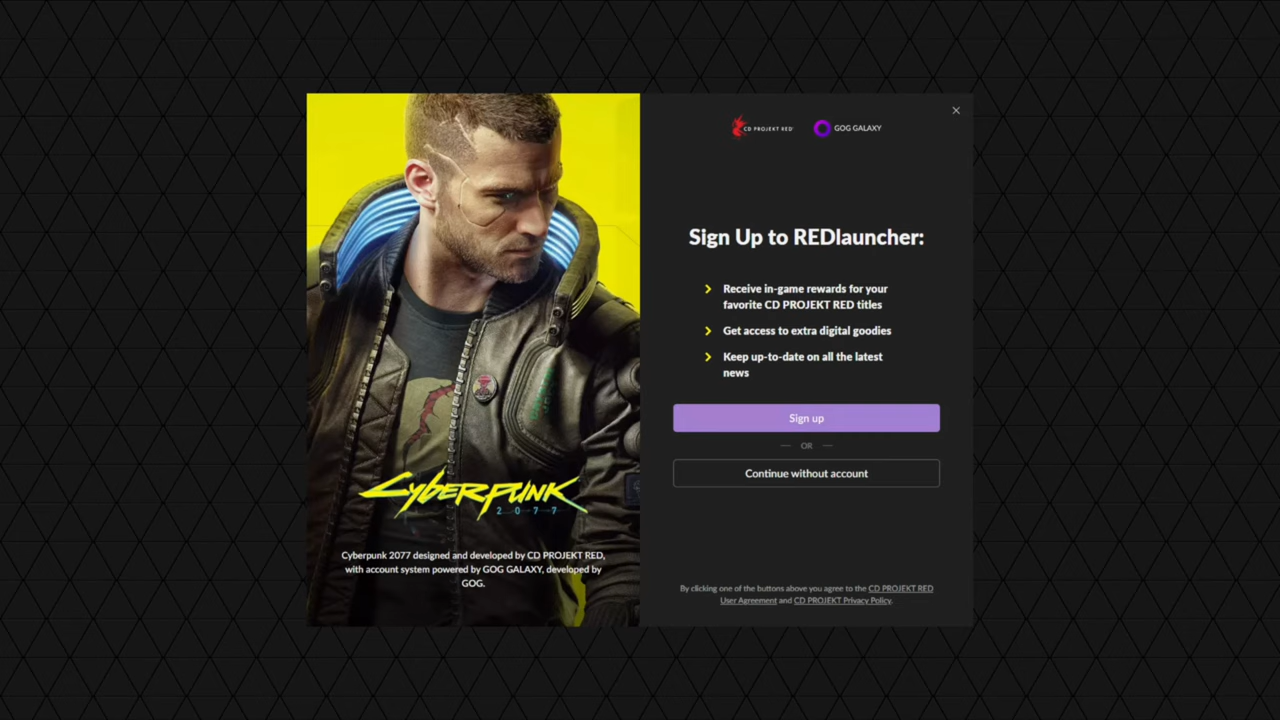 CD PROJEKT RED
GOG GALAXY
Sign Up to REDlauncher:
Receive in-game rewards for your
favorite CD PROJEKT RED titles
Get access to extra digital goodies
Keep up-to-date on all the latest
news
Sign up
OR
Continue without account
By clicking one of the buttons above you agree to the CD PROJEKT RED
User Agreement and CD PROJEKT Privacy Policy.
Cyberpunk
2077
Cyberpunk 2077 designed and developed by CD PROJEKT RED,
with account system powered by GOG GALAXY, developed by
GOG.